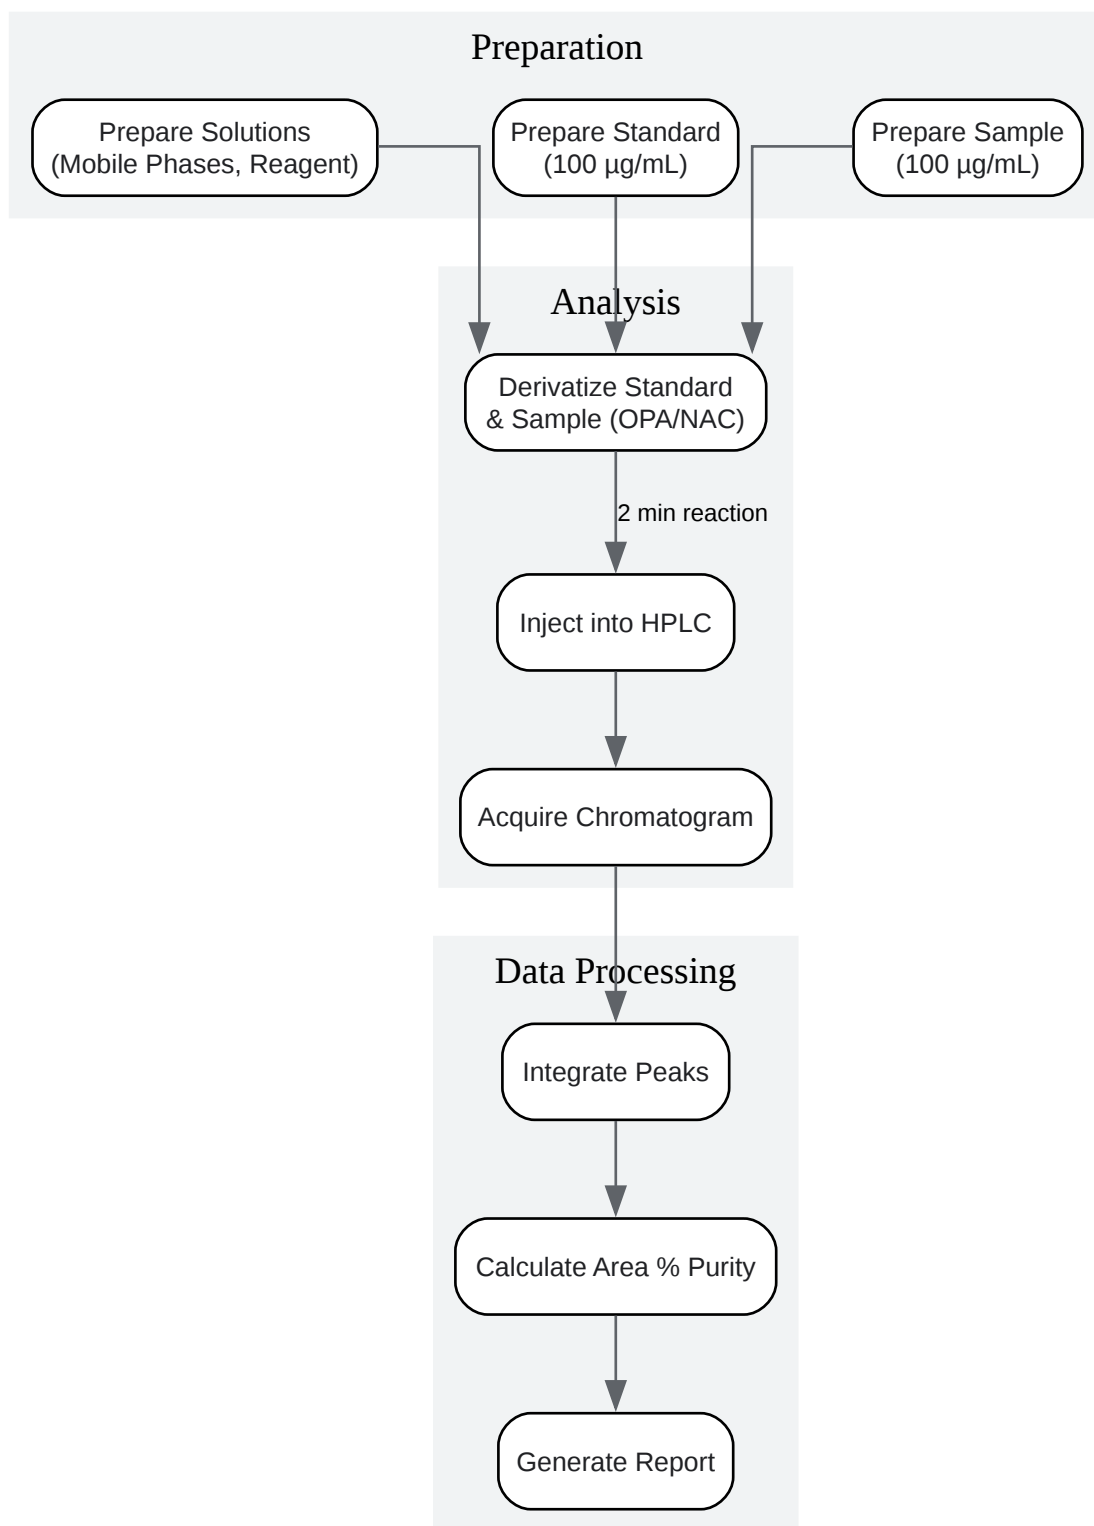 Preparation
Prepare Solutions
(Mobile Phases, Reagent)
Prepare Standard
(100 µg/mL)
Prepare Sample
(100 µg/mL)
Analysis
Derivatize Standard
& Sample (OPA/NAC)
2 min reaction
Inject into HPLC
Acquire Chromatogram
Data Processing
Integrate Peaks
Calculate Area % Purity
Generate Report